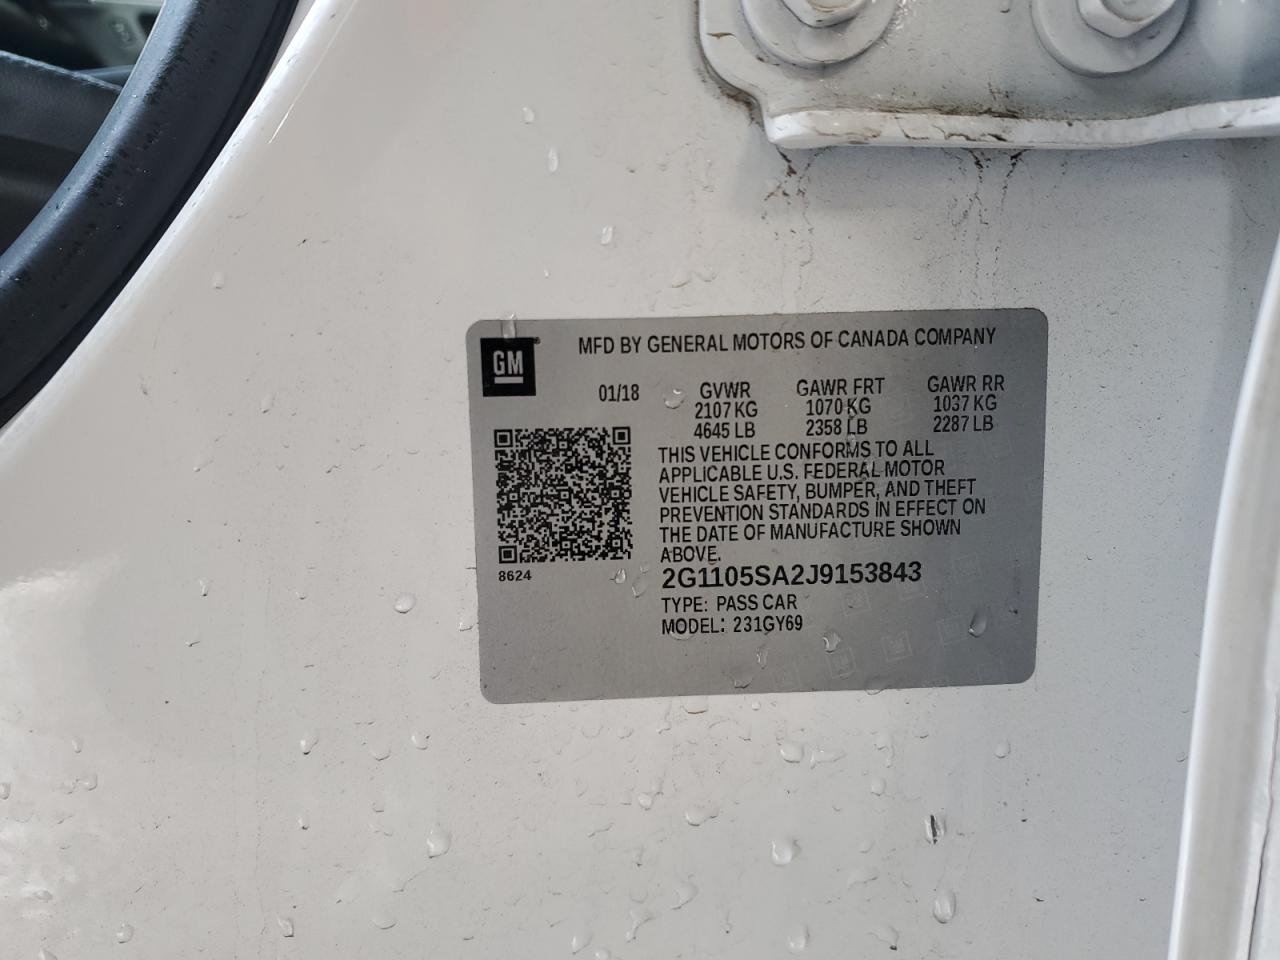 GM
MFD BY GENERAL MOTORS OF CANADA COMPANY
01/18 GVWR GAWR FRT GAWR RR
2107 KG 1070 KG 1037 KG
4645 LB 2358 LB 2287 LB
THIS VEHICLE CONFORMS TO ALL
APPLICABLE U.S. FEDERAL MOTOR
VEHICLE SAFETY, BUMPER, AND THEFT
PREVENTION STANDARDS IN EFFECT ON
THE DATE OF MANUFACTURE SHOWN
ABOVE.
8624
2G1105SA2J9153843
TYPE: PASS CAR
MODEL: 231GY69